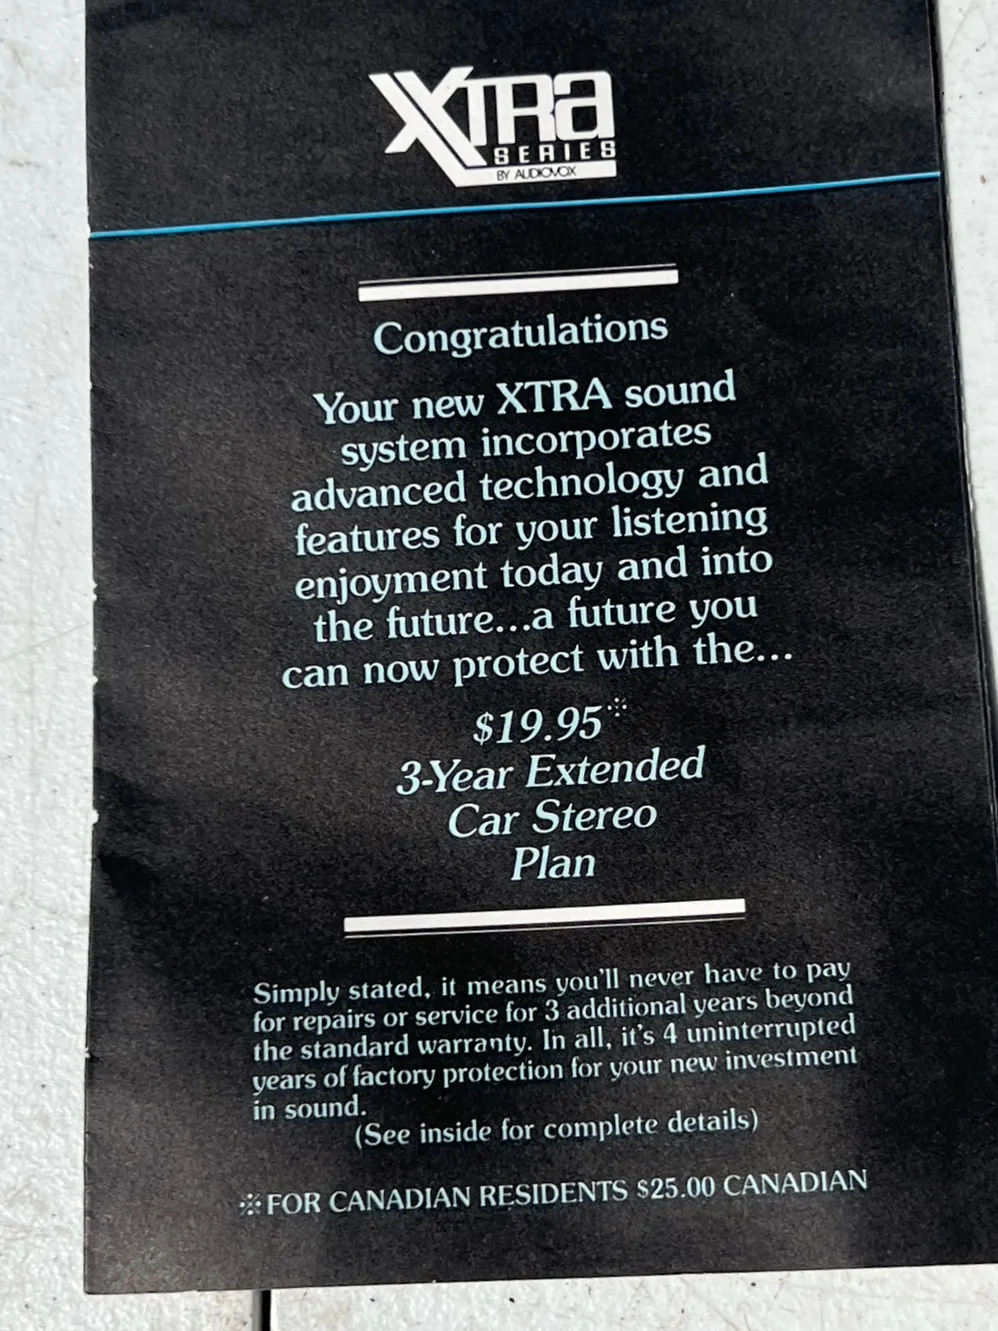 XTRA
SERIES
BY AUDIOVOX
Congratulations
Your new XTRA sound
system incorporates
advanced technology and
features for your listening
enjoyment today and into
the future...a future you
can now protect with the...
$19.95※
3-Year Extended
Car Stereo
Plan
Simply stated, it means you'll never have to pay
for repairs or service for 3 additional years beyond
the standard warranty. In all, it's 4 uninterrupted
years of factory protection for your new investment
in sound.
(See inside for complete details)
※FOR CANADIAN RESIDENTS $25.00 CANADIAN